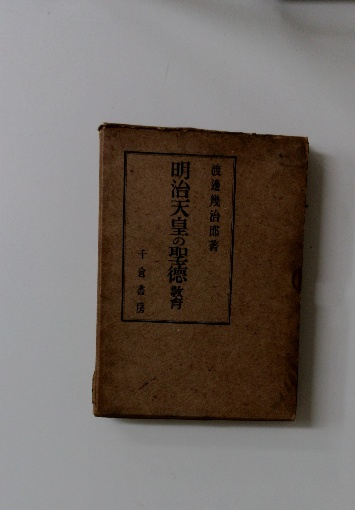 渡邊幾治郎著
明治天皇の聖德 教育
千倉書房